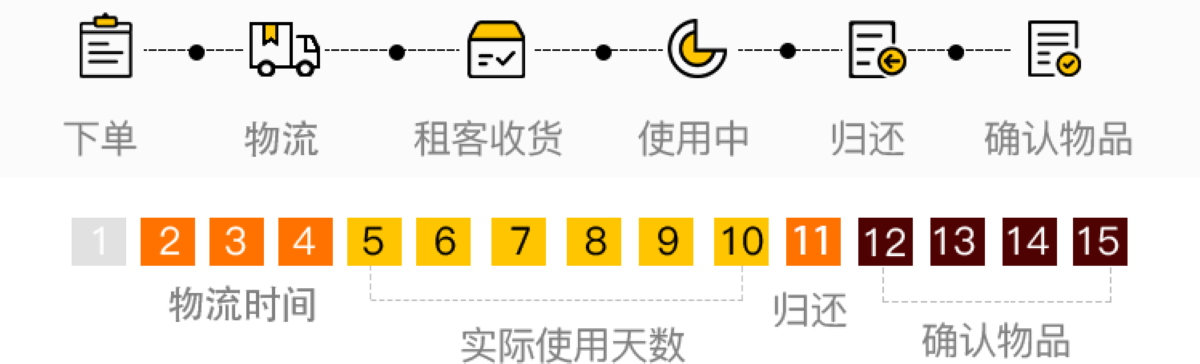 下单 物流 租客收货 使用中 归还 确认物品
1 2 3 4 5 6 7 8 9 10 11 12 13 14 15
物流时间 实际使用天数 归还 确认物品